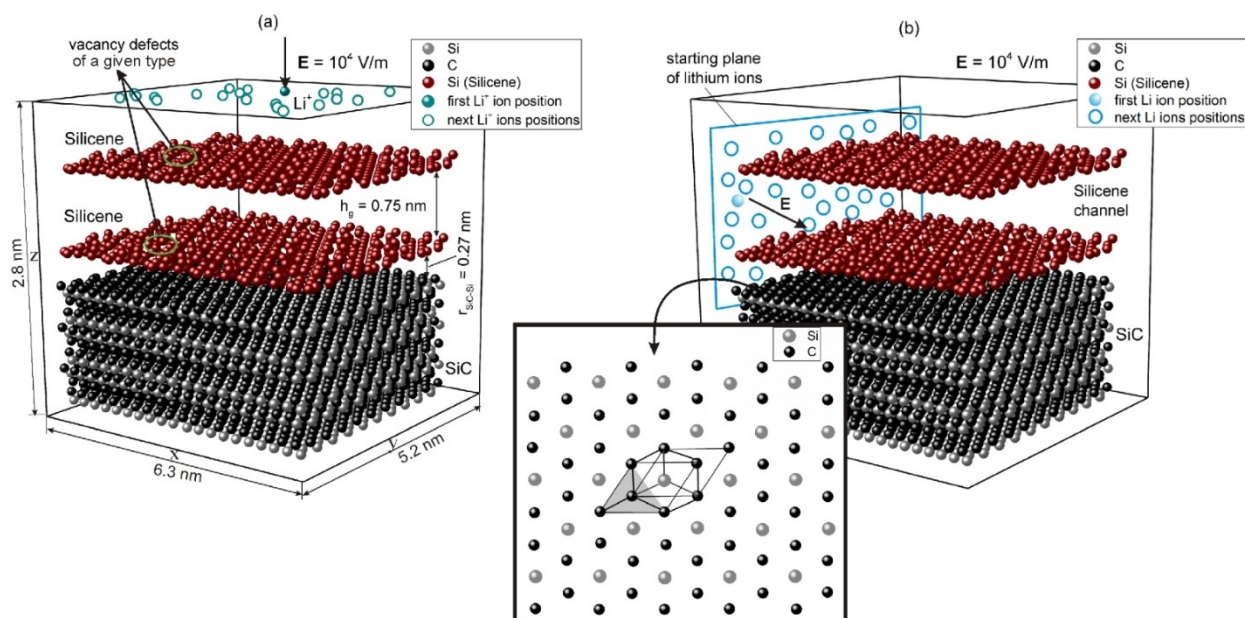 (a)
vacancy defects
of a given type
E = 10⁴ V/m
Si
C
Si (Silicene)
first Li⁺ ion position
next Li⁺ ions positions
Li⁺
Silicene
Silicene
h_g = 0.75 nm
r_SiC-Si = 0.27 nm
2.8 nm
z
SiC
x
6.3 nm
y
5.2 nm
(b)
starting plane
of lithium ions
E = 10⁴ V/m
Si
C
Si (Silicene)
first Li ion position
next Li ions positions
E
Silicene
channel
SiC
Si
C